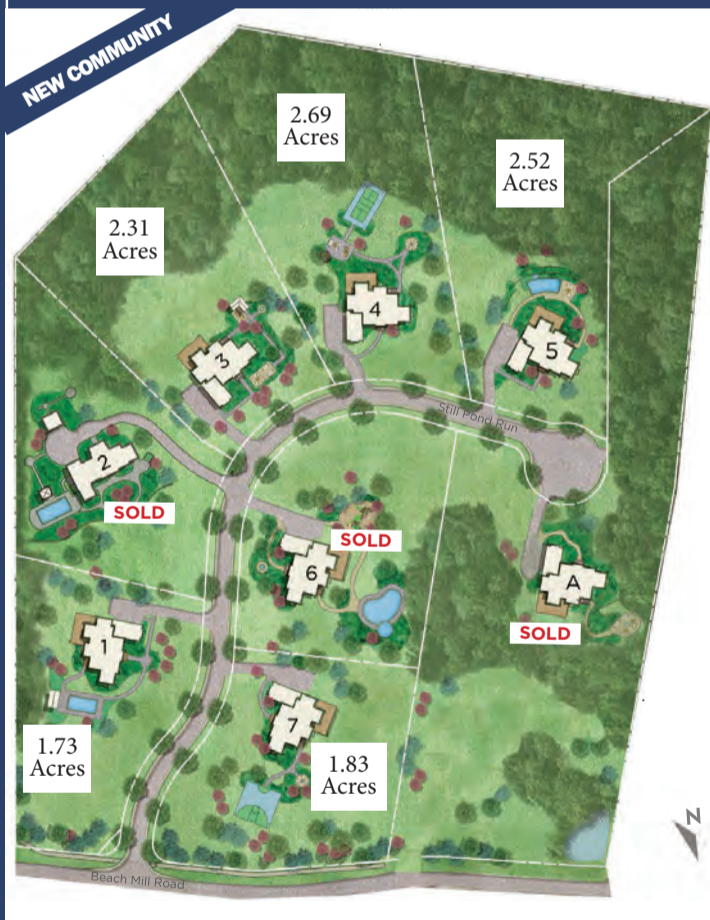 NEW COMMUNITY
2.69
Acres
2.52
Acres
2.31
Acres
4
5
3
Still Pond Run
2
SOLD
SOLD
6
A
SOLD
1
7
1.73
Acres
1.83
Acres
N
Beach Mill Road